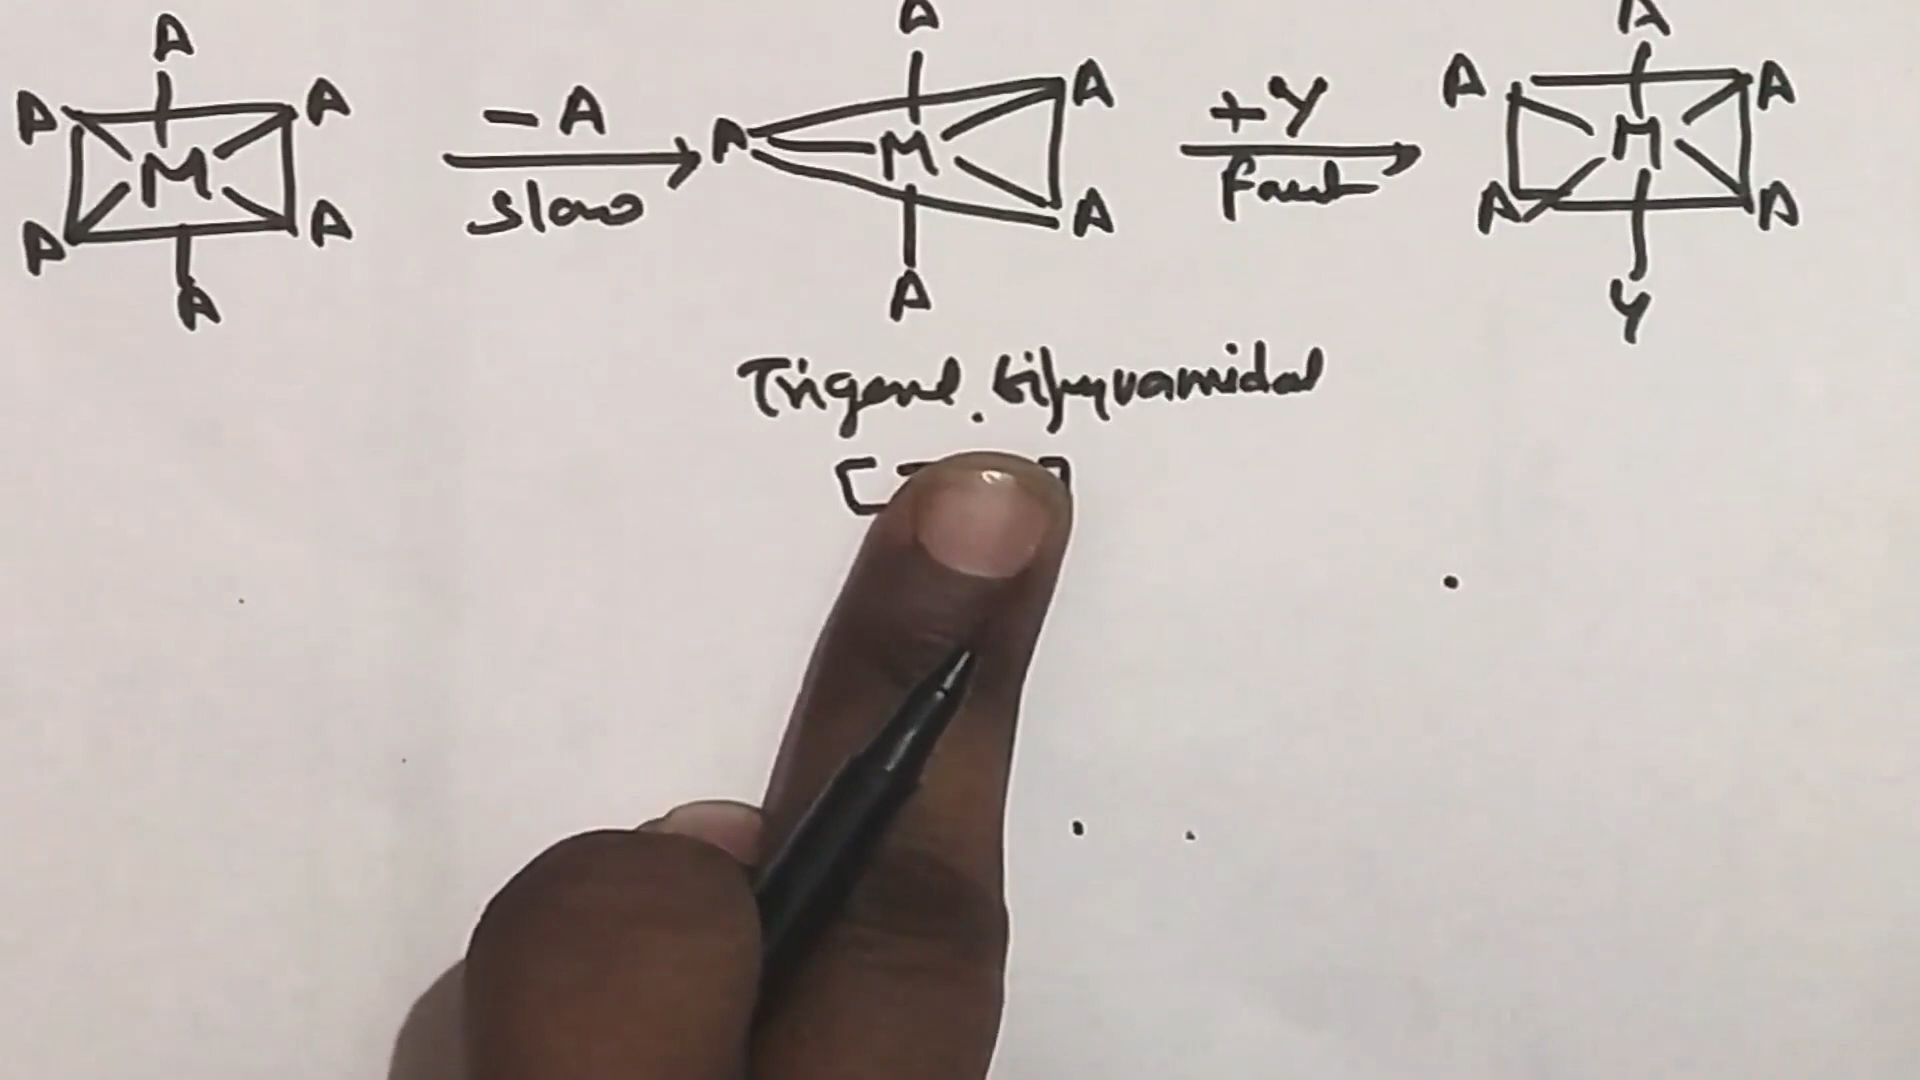 A A A
A A - A A A +Y A A
M slow M fast M
A A A A A
A A Y
Trigonal bipyramidal
[ ]